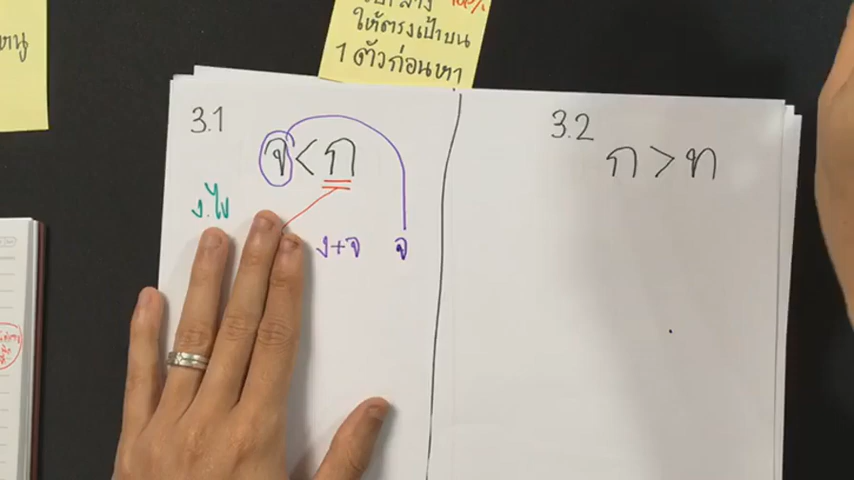 ให้ตรงเป้าบน
1 ตัวก่อนหา
3.1
จ < ก
ง.ไข
ง+จ จ
3.2
ก > ท